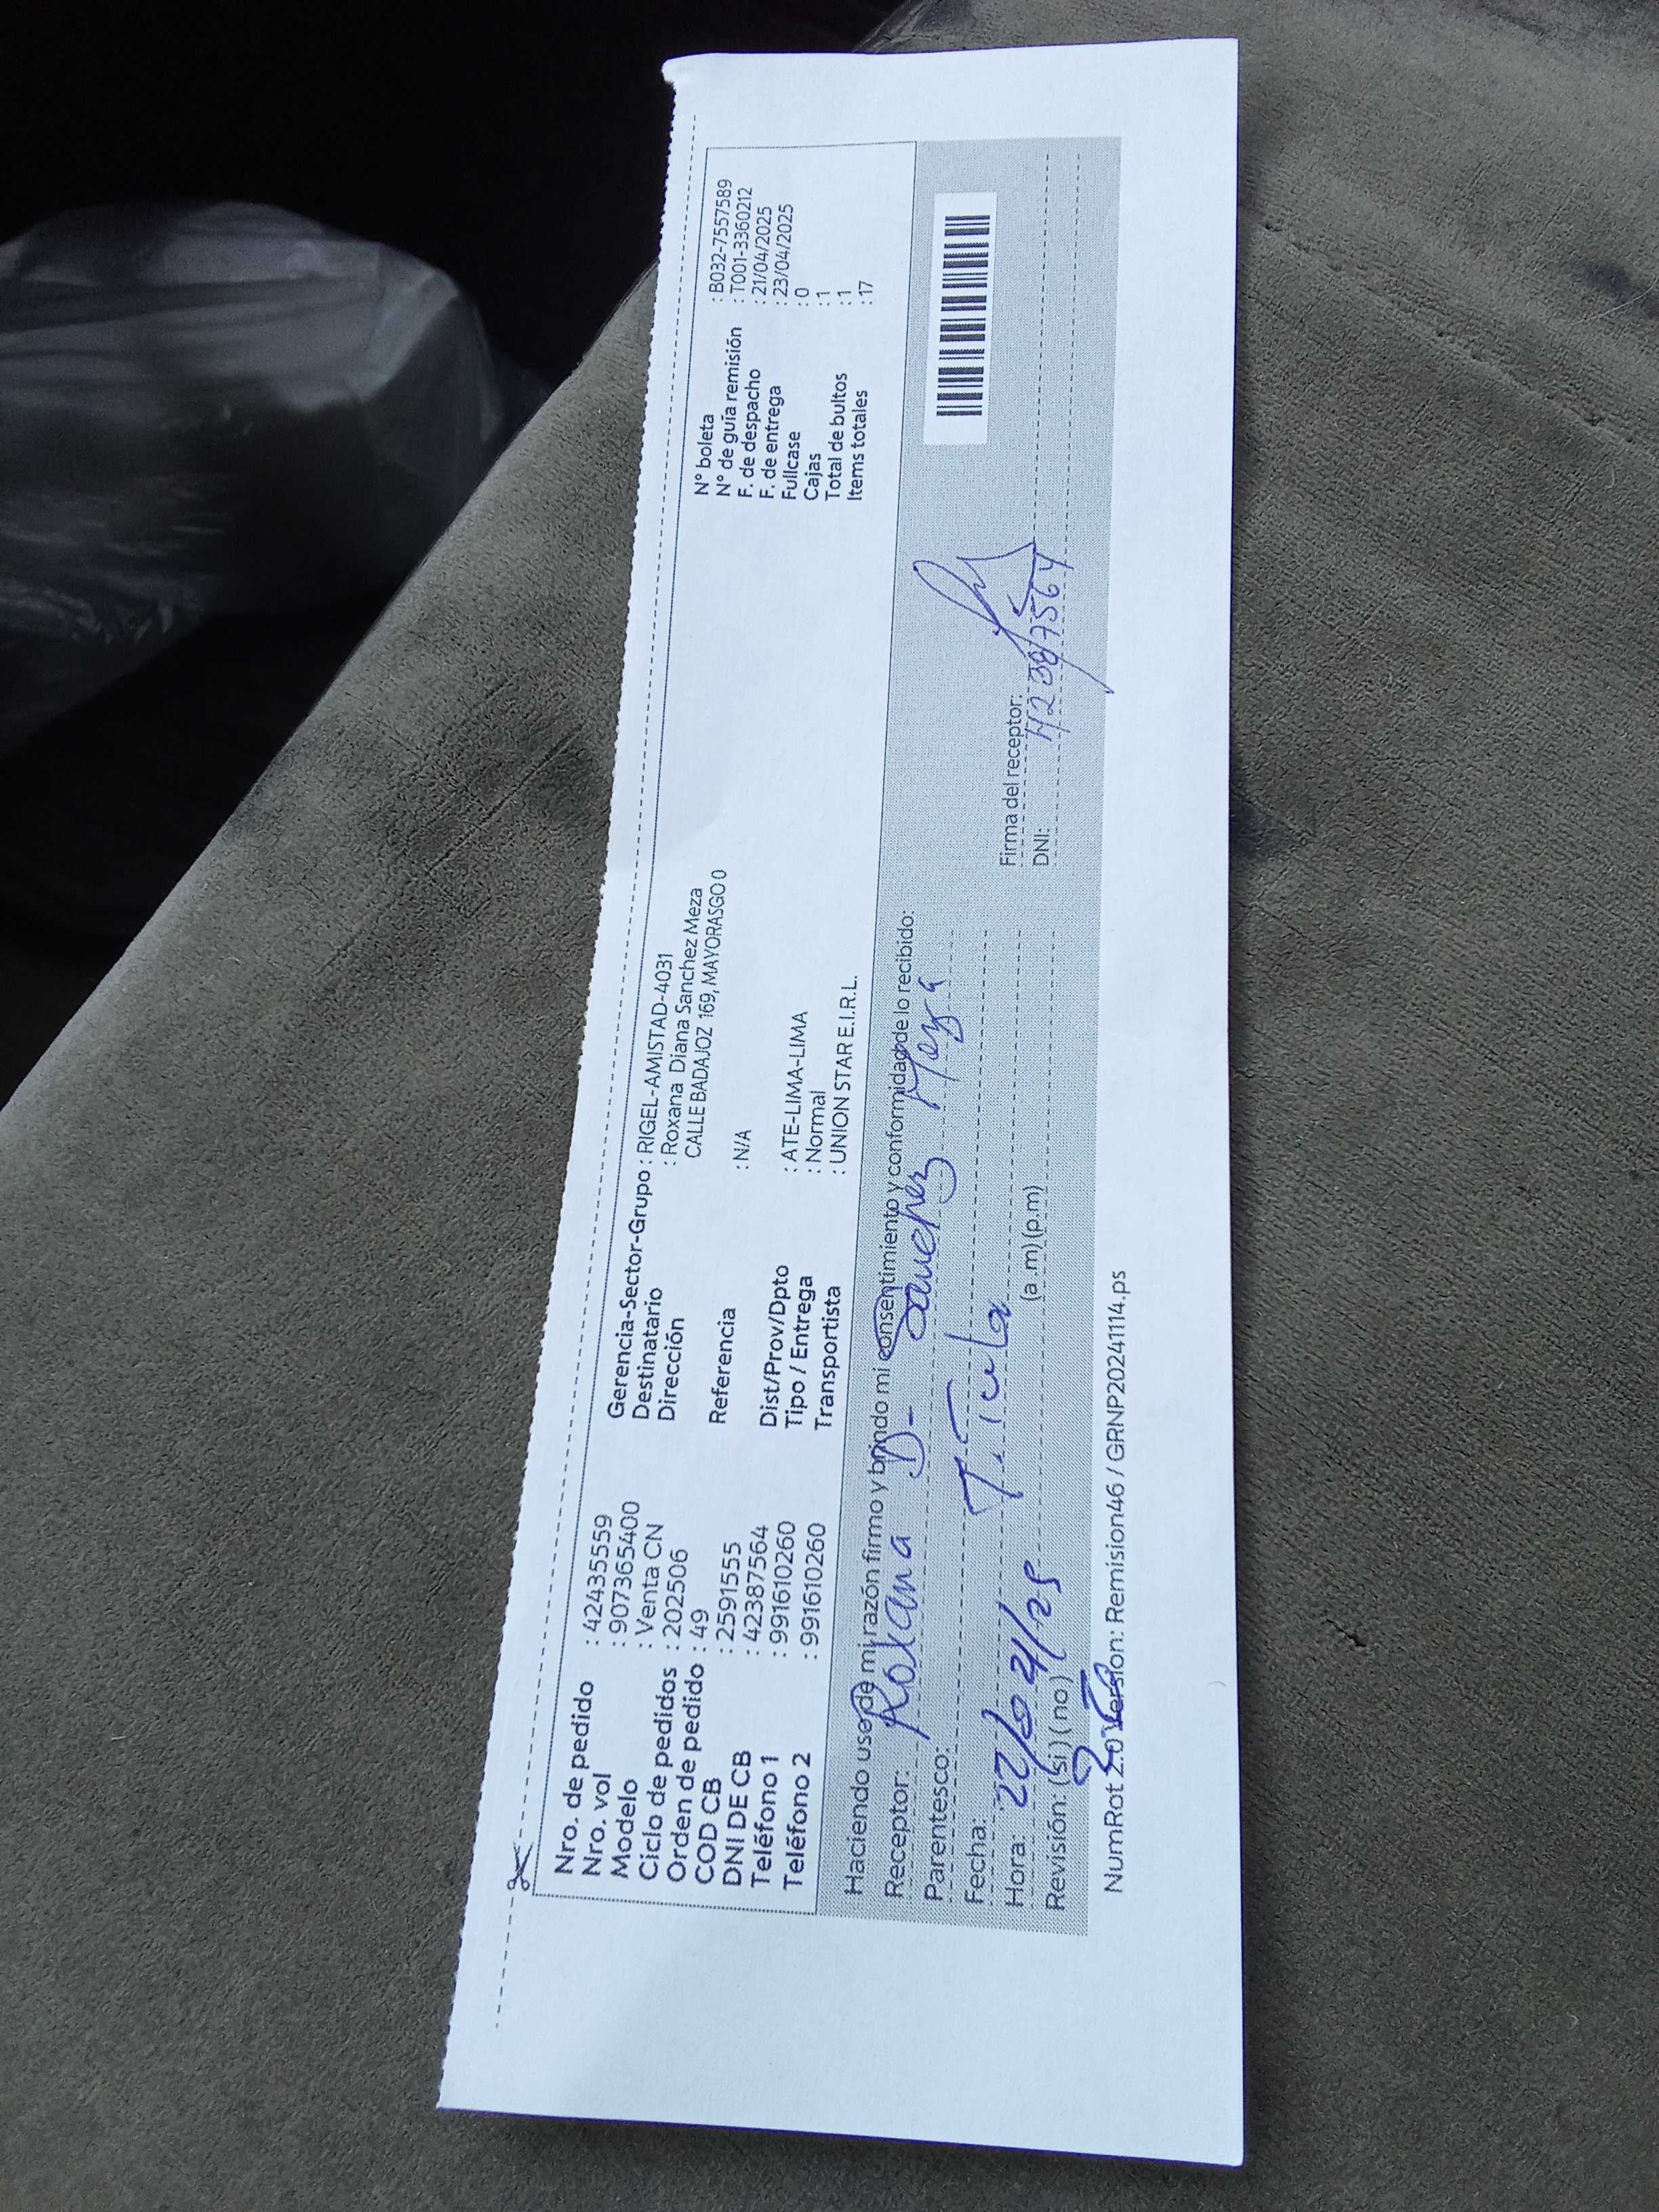 Nro. de pedido : 42435559
Nro. vol : 907365400
Modelo : Venta CN
Ciclo de pedidos : 202506
Orden de pedido : 49
COD CB : 2591555
DNI DE CB : 42387564
Teléfono 1 : 991610260
Teléfono 2 : 991610260
Gerencia-Sector-Grupo : RIGEL-AMISTAD-4031
Destinatario : Roxana Diana Sanchez Meza
Dirección CALLE BADAJOZ 169, MAYORASGO 0
Referencia : N/A
Dist/Prov/Dpto : ATE-LIMA-LIMA
Tipo / Entrega : Normal
Transportista : UNION STAR E.I.R.L.
N° boleta : B032-7557589
N° de guía remisión : T001-3360212
F. de despacho : 21/04/2025
F. de entrega : 23/04/2025
Fullcase : 0
Cajas : 1
Total de bultos : 1
Items totales : 17
Haciendo uso de mi razón firmo y brindo mi consentimiento y conformidad de lo recibido:
Receptor: Roxana D- Sanchez Meza
Parentesco: Titula
Fecha: 22/04/25
Hora: (a.m) (p.m)
Revisión: (si) (no)
Firma del receptor:
DNI: 42387564
NumRot 2.0 Version: Remision46 / GRNP20241114.ps